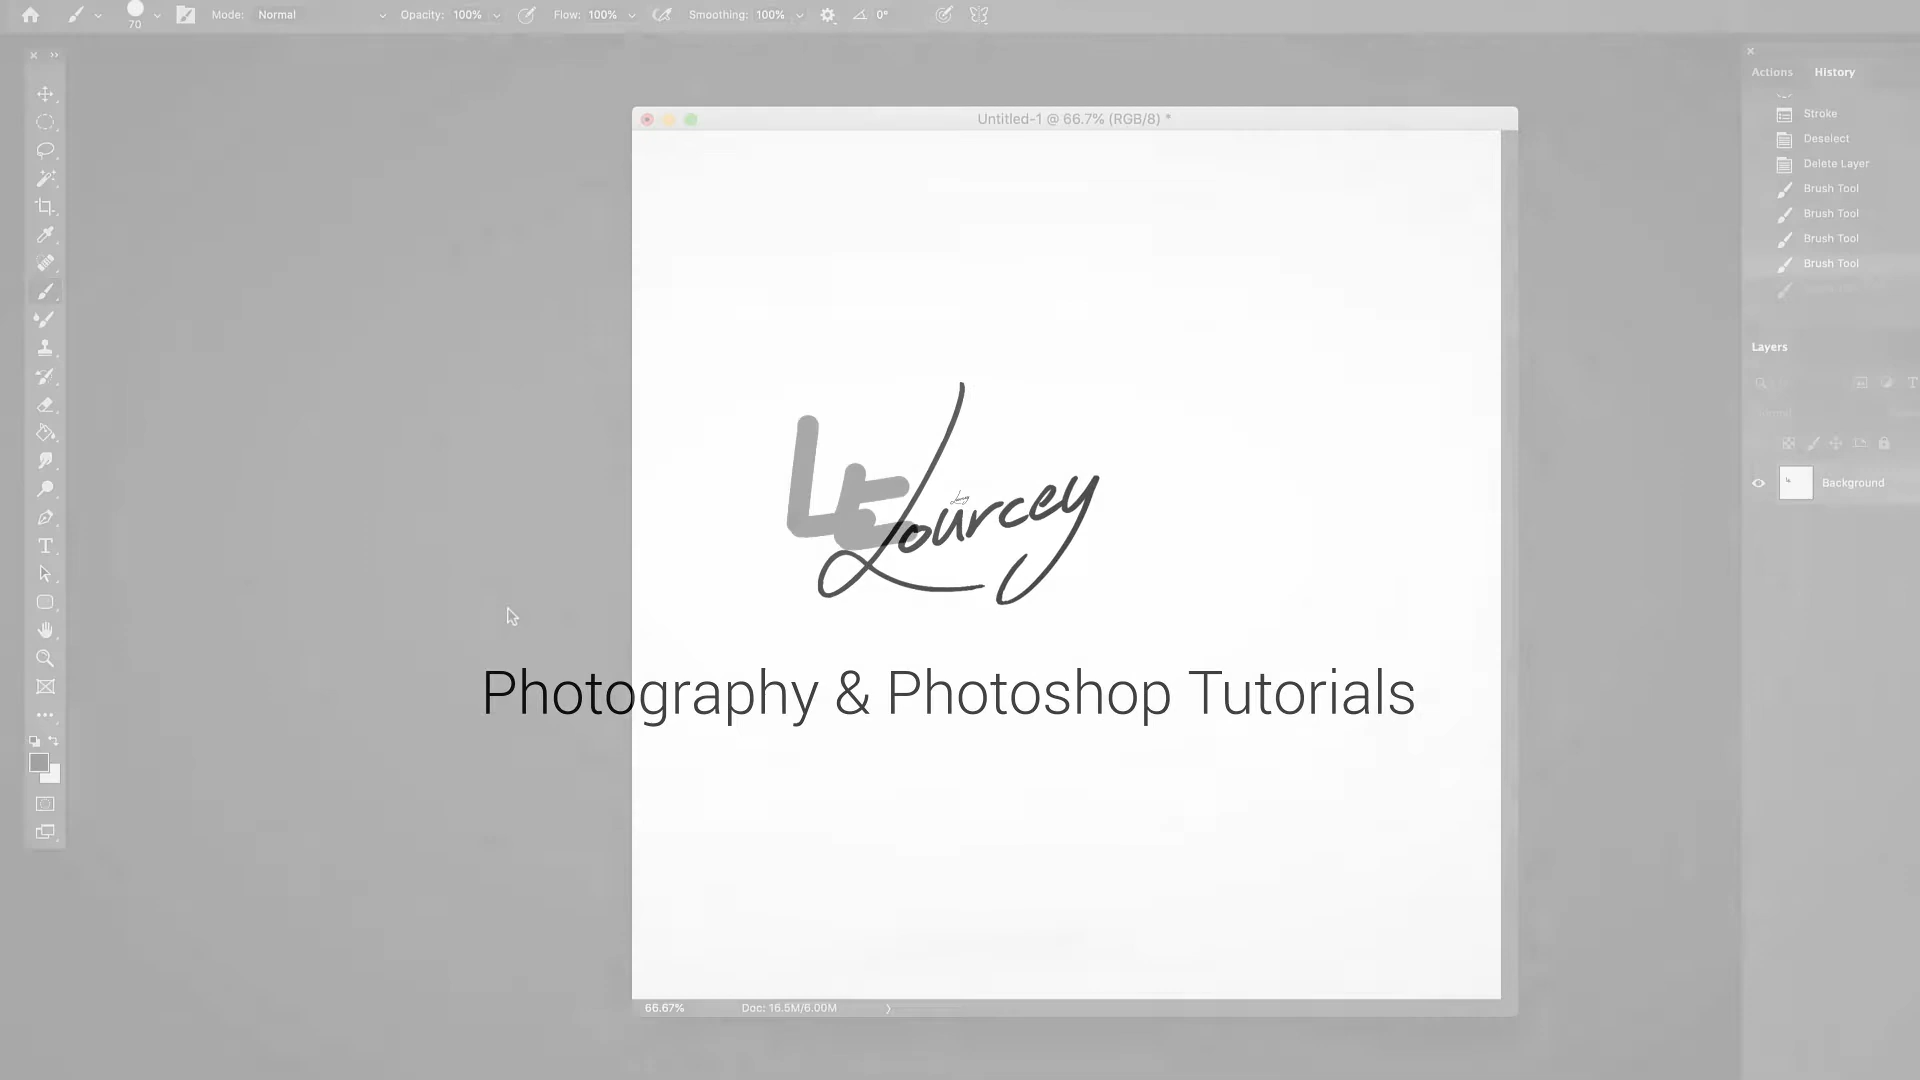 70
Mode: Normal
Opacity: 100%
Flow: 100%
Smoothing: 100%
0°
Actions
History
Untitled-1 @ 66.7% (RGB/8) *
Stroke
Deselect
Delete Layer
Brush Tool
Brush Tool
Brush Tool
Brush Tool
Layers
Normal
LE
Lourcey
Background
Photography & Photoshop Tutorials
66.67%
Doc: 16.5M/6.00M